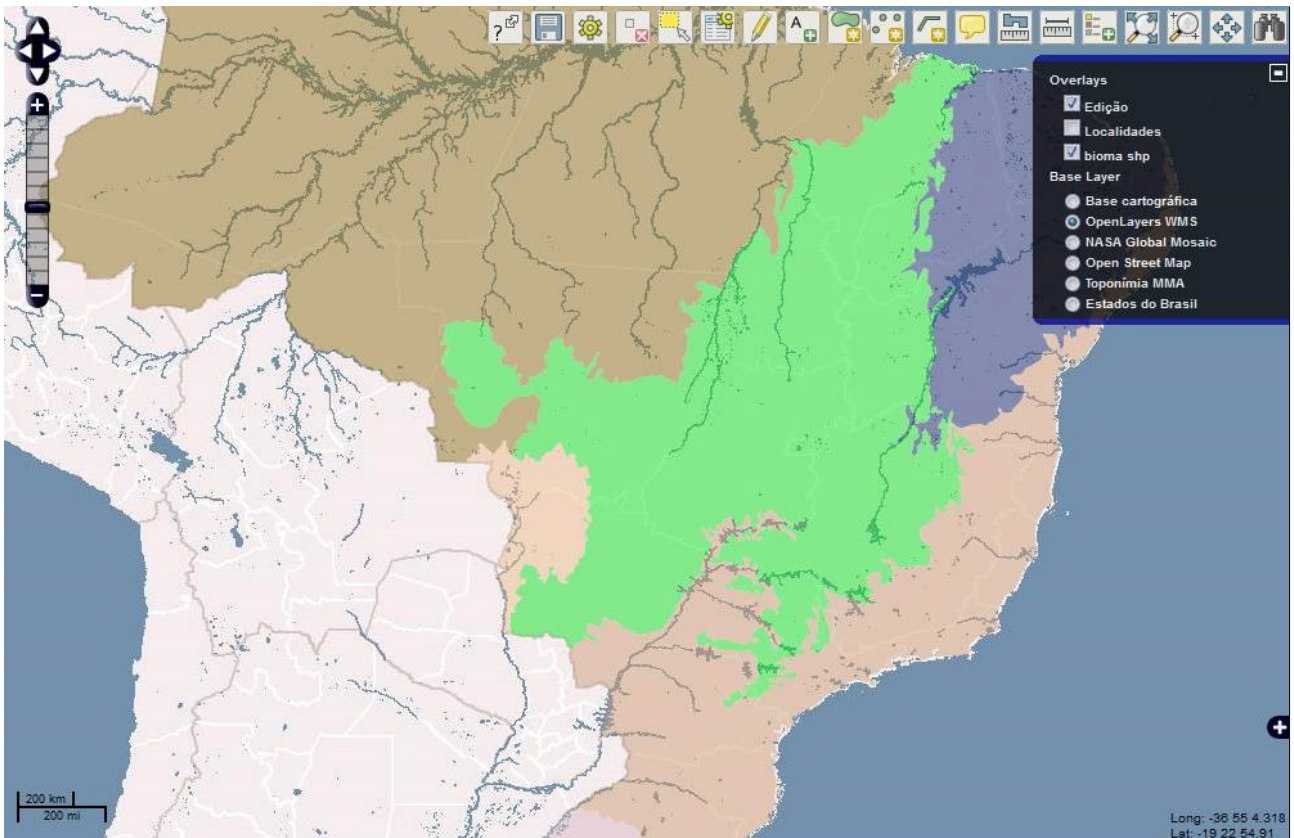 ?
A
Overlays
Edição
Localidades
bioma shp
Base Layer
Base cartográfica
OpenLayers WMS
NASA Global Mosaic
Open Street Map
Toponímia MMA
Estados do Brasil
200 km
200 mi
Long: -36 55 4.318
Lat: -19 22 54.91